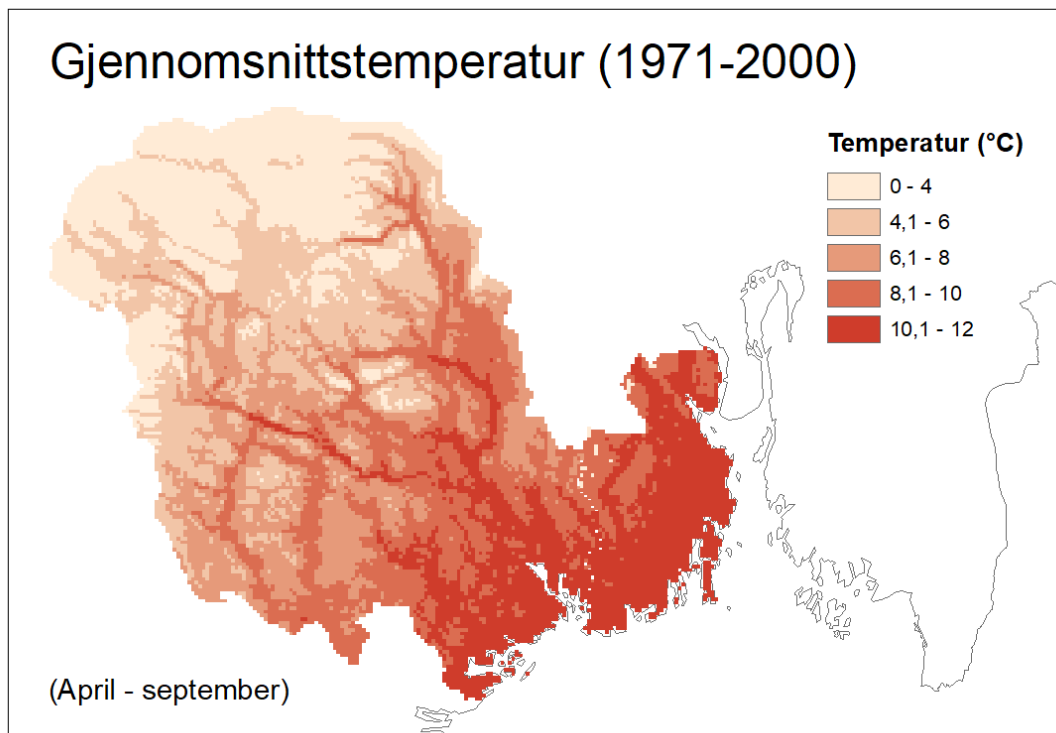 Gjennomsnittstemperatur (1971-2000)
Temperatur (°C)
0 - 4
4,1 - 6
6,1 - 8
8,1 - 10
10,1 - 12
(April - september)